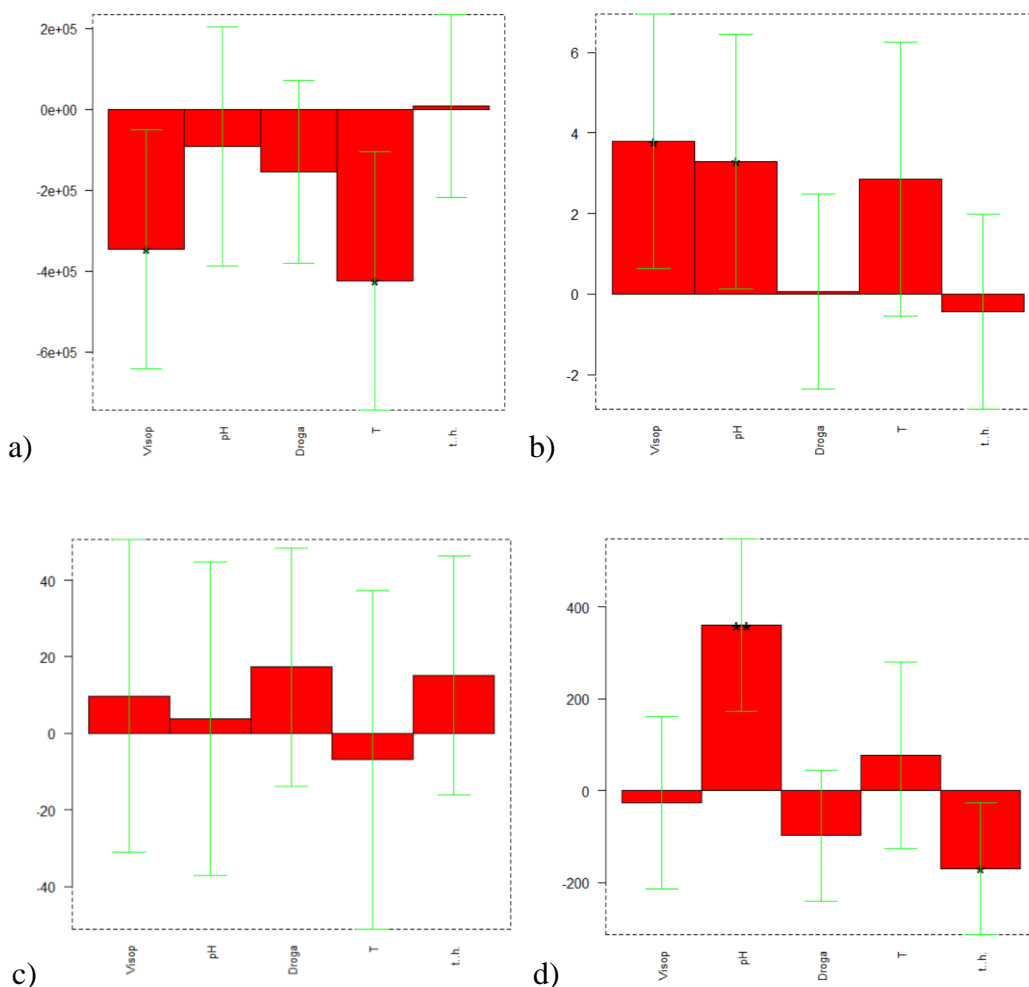 2e+05
0e+00
-2e+05
-4e+05
-6e+05
*
*
Visop
pH
Droga
T
t..h.
a)
6
4
2
0
-2
*
*
Visop
pH
Droga
T
t..h.
b)
40
20
0
-20
-40
Visop
pH
Droga
T
t..h.
c)
400
200
0
-200
**
*
Visop
pH
Droga
T
t..h.
d)